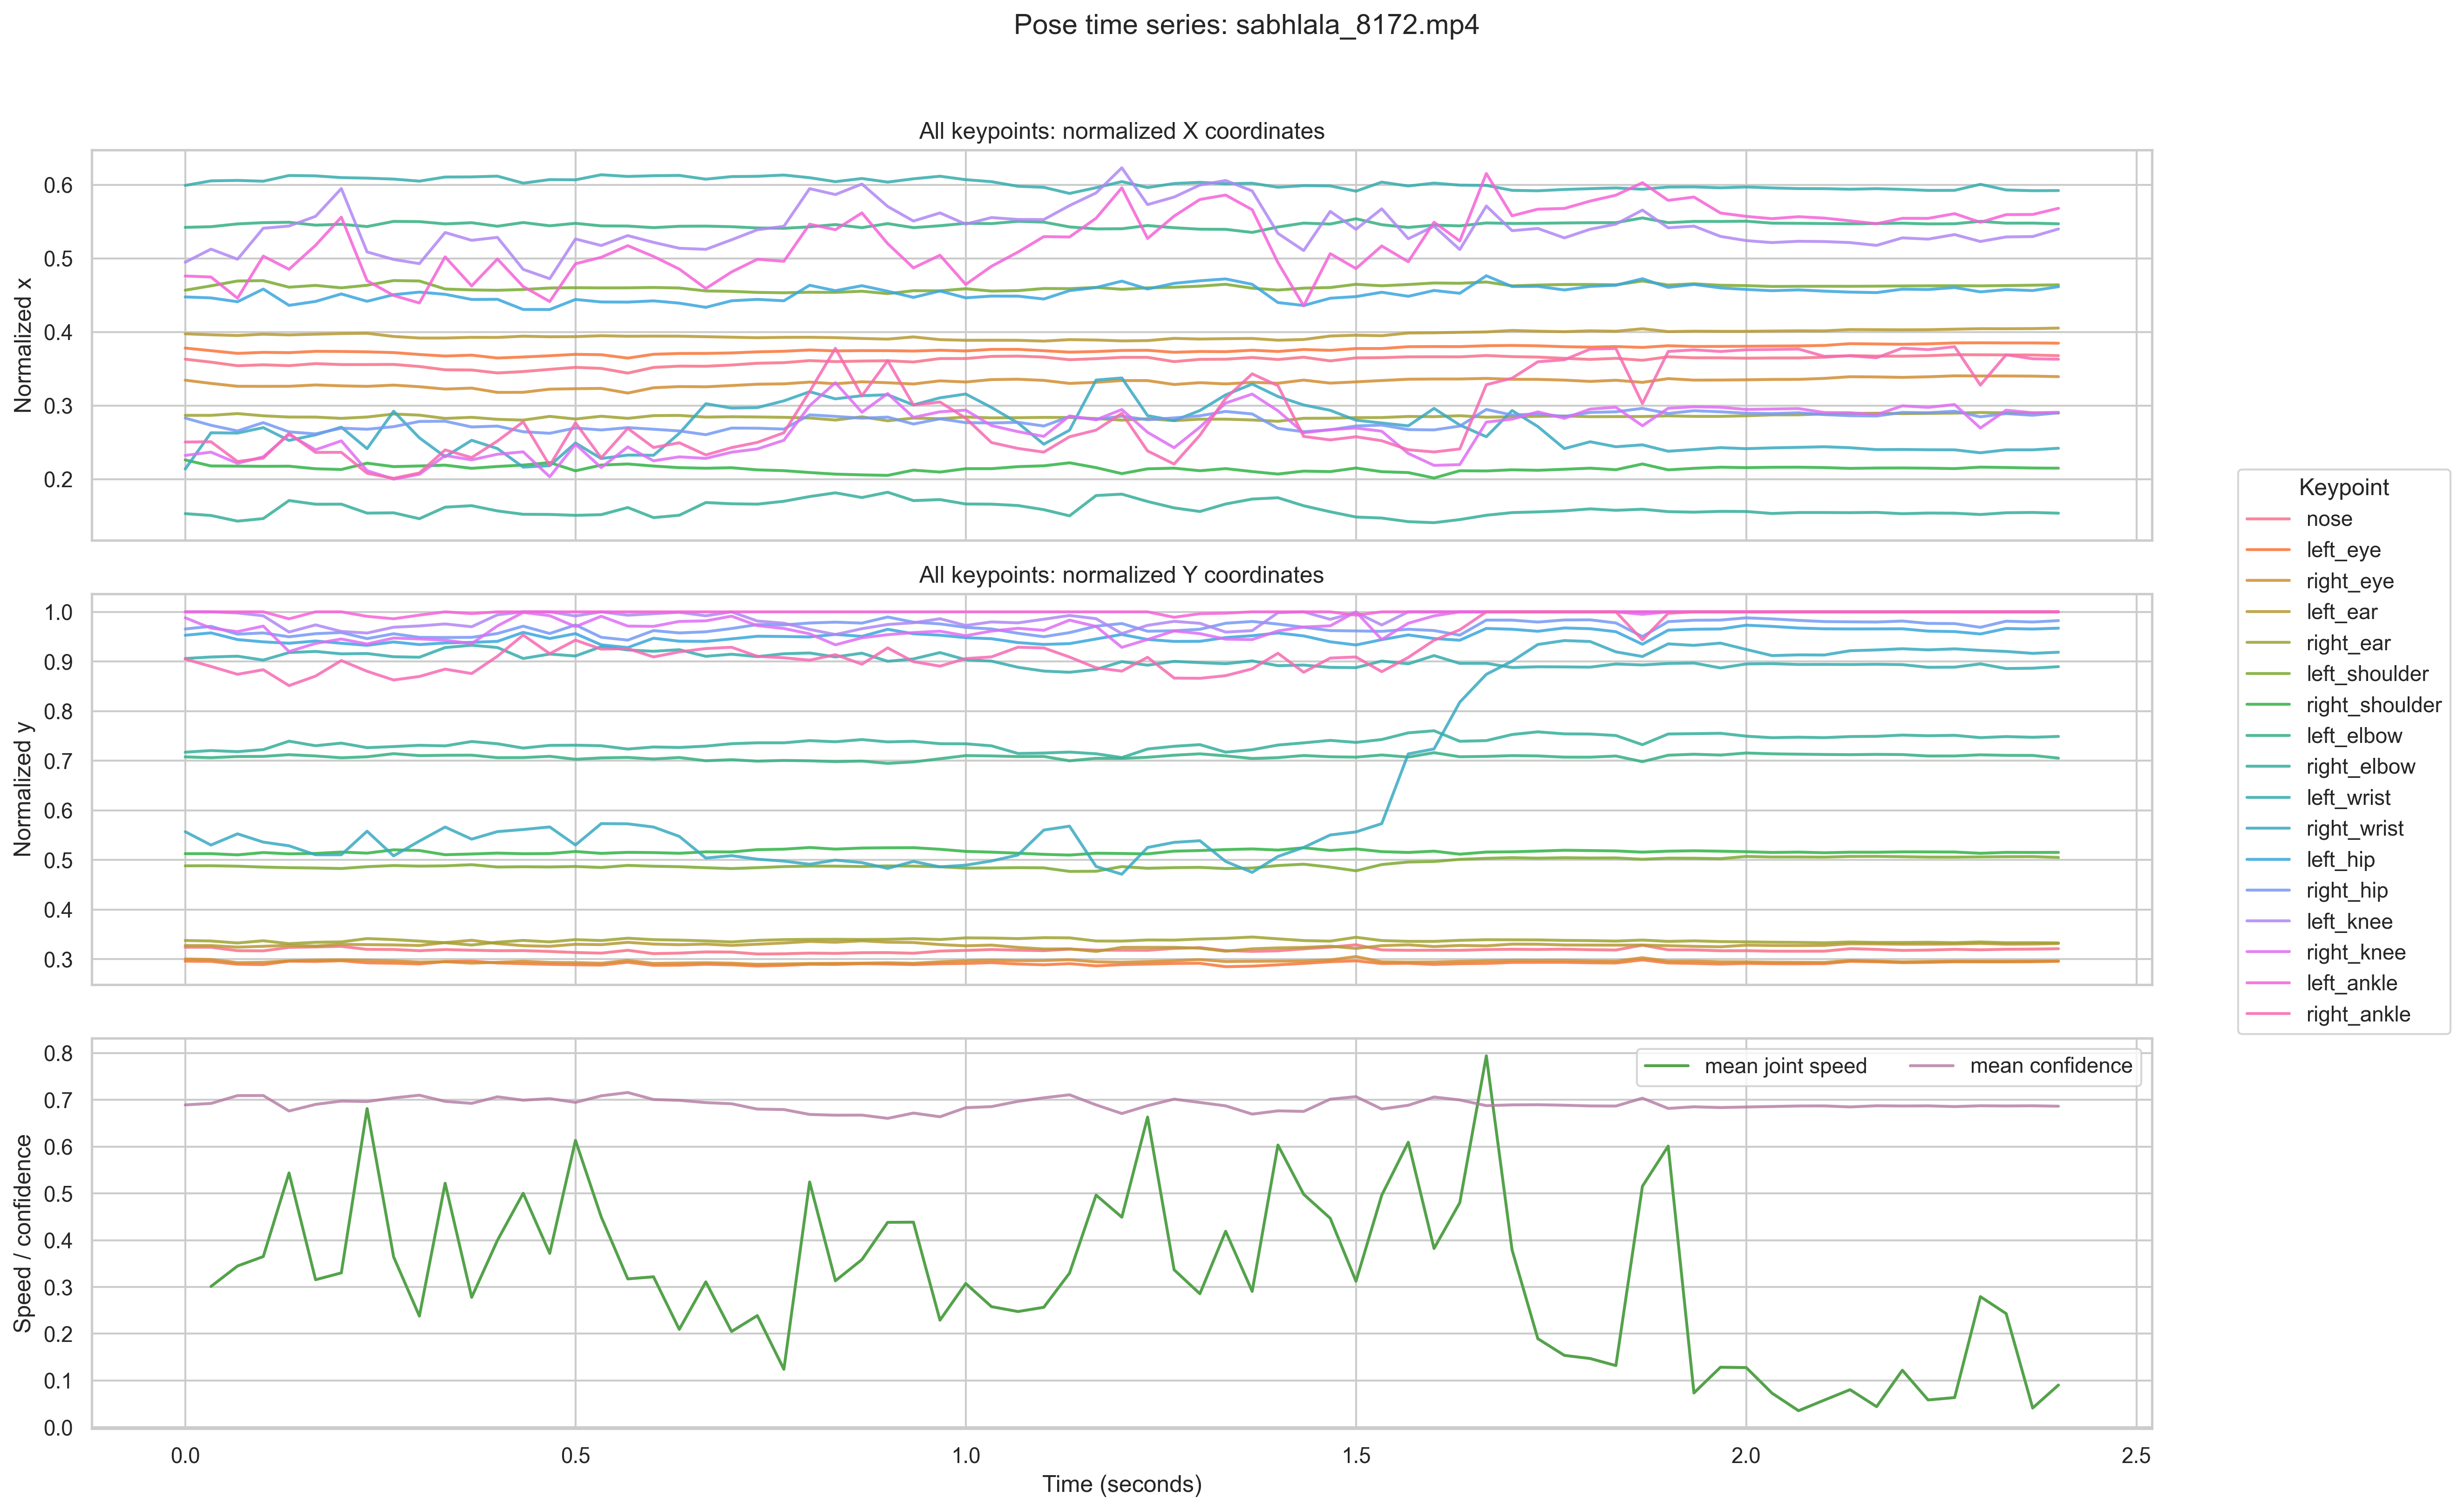 Pose time series: sabhlala_8172.mp4
All keypoints: normalized X coordinates
Normalized x
0.6
0.5
0.4
0.3
0.2
All keypoints: normalized Y coordinates
Normalized y
1.0
0.9
0.8
0.7
0.6
0.5
0.4
0.3
Keypoint
nose
left_eye
right_eye
left_ear
right_ear
left_shoulder
right_shoulder
left_elbow
right_elbow
left_wrist
right_wrist
left_hip
right_hip
left_knee
right_knee
left_ankle
right_ankle
Speed / confidence
0.8
0.7
0.6
0.5
0.4
0.3
0.2
0.1
0.0
mean joint speed mean confidence
0.0 0.5 1.0 1.5 2.0 2.5
Time (seconds)